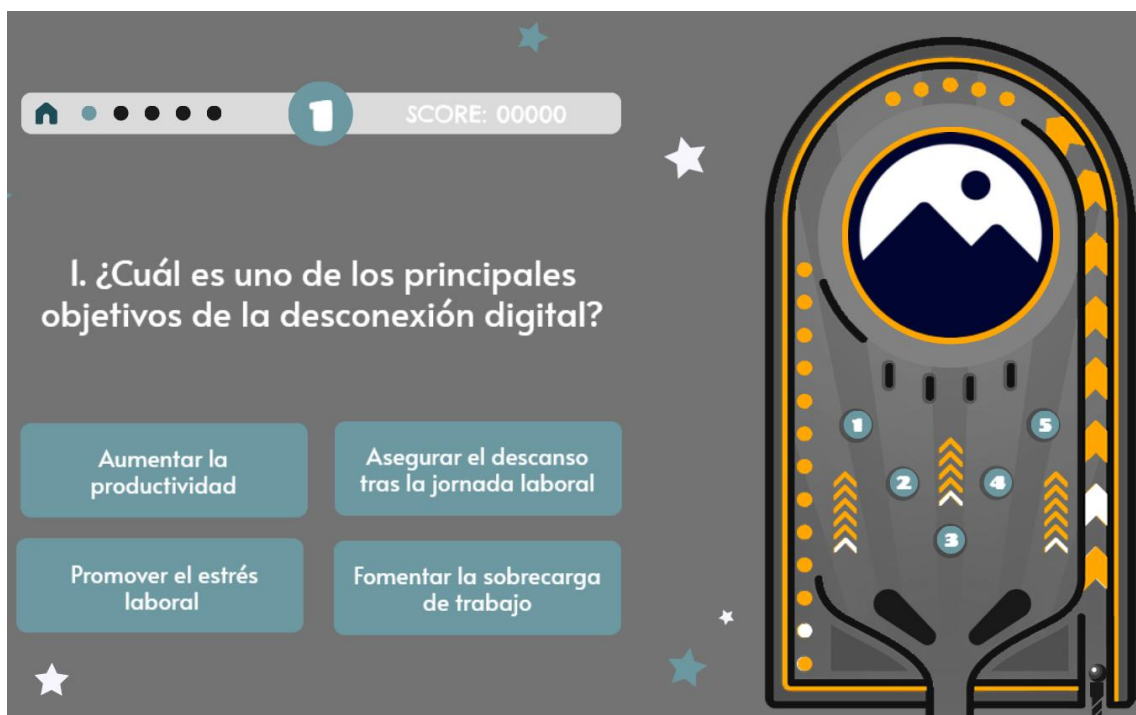 1
SCORE: 00000
1. ¿Cuál es uno de los principales
objetivos de la desconexión digital?
Aumentar la
productividad
Asegurar el descanso
tras la jornada laboral
Promover el estrés
laboral
Fomentar la sobrecarga
de trabajo
1
5
2
4
3